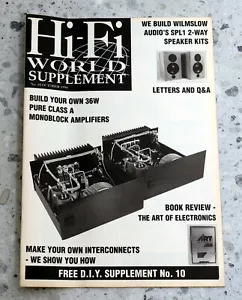 Hi-Fi
WORLD
SUPPLEMENT
WE BUILD WILMSLOW
AUDIO'S SPL1 2-WAY
SPEAKER KITS
LETTERS AND Q&A
BUILD YOUR OWN 36W
PURE CLASS A
MONOBLOCK AMPLIFIERS
BOOK REVIEW -
THE ART OF ELECTRONICS
ART
MAKE YOUR OWN INTERCONNECTS
- WE SHOW YOU HOW
FREE D.I.Y. SUPPLEMENT No. 10